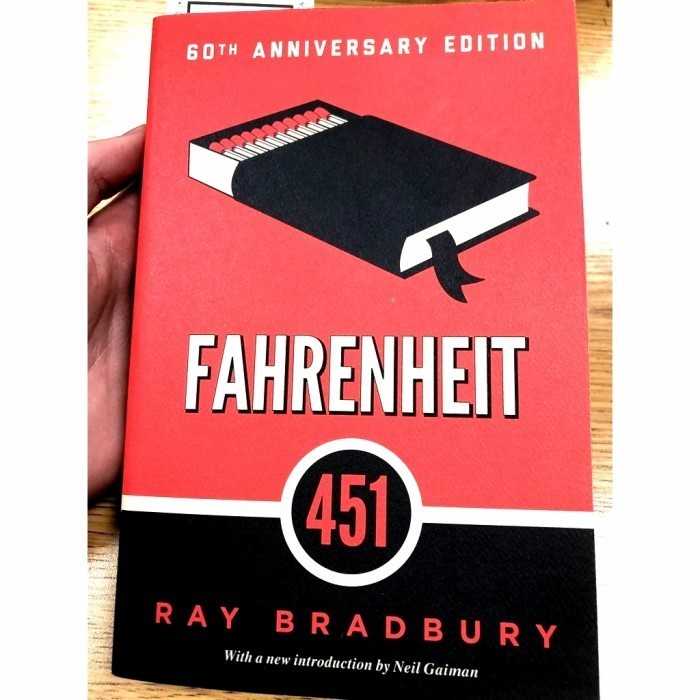 60TH ANNIVERSARY EDITION
FAHRENHEIT
451
RAY BRADBURY
With a new introduction by Neil Gaiman